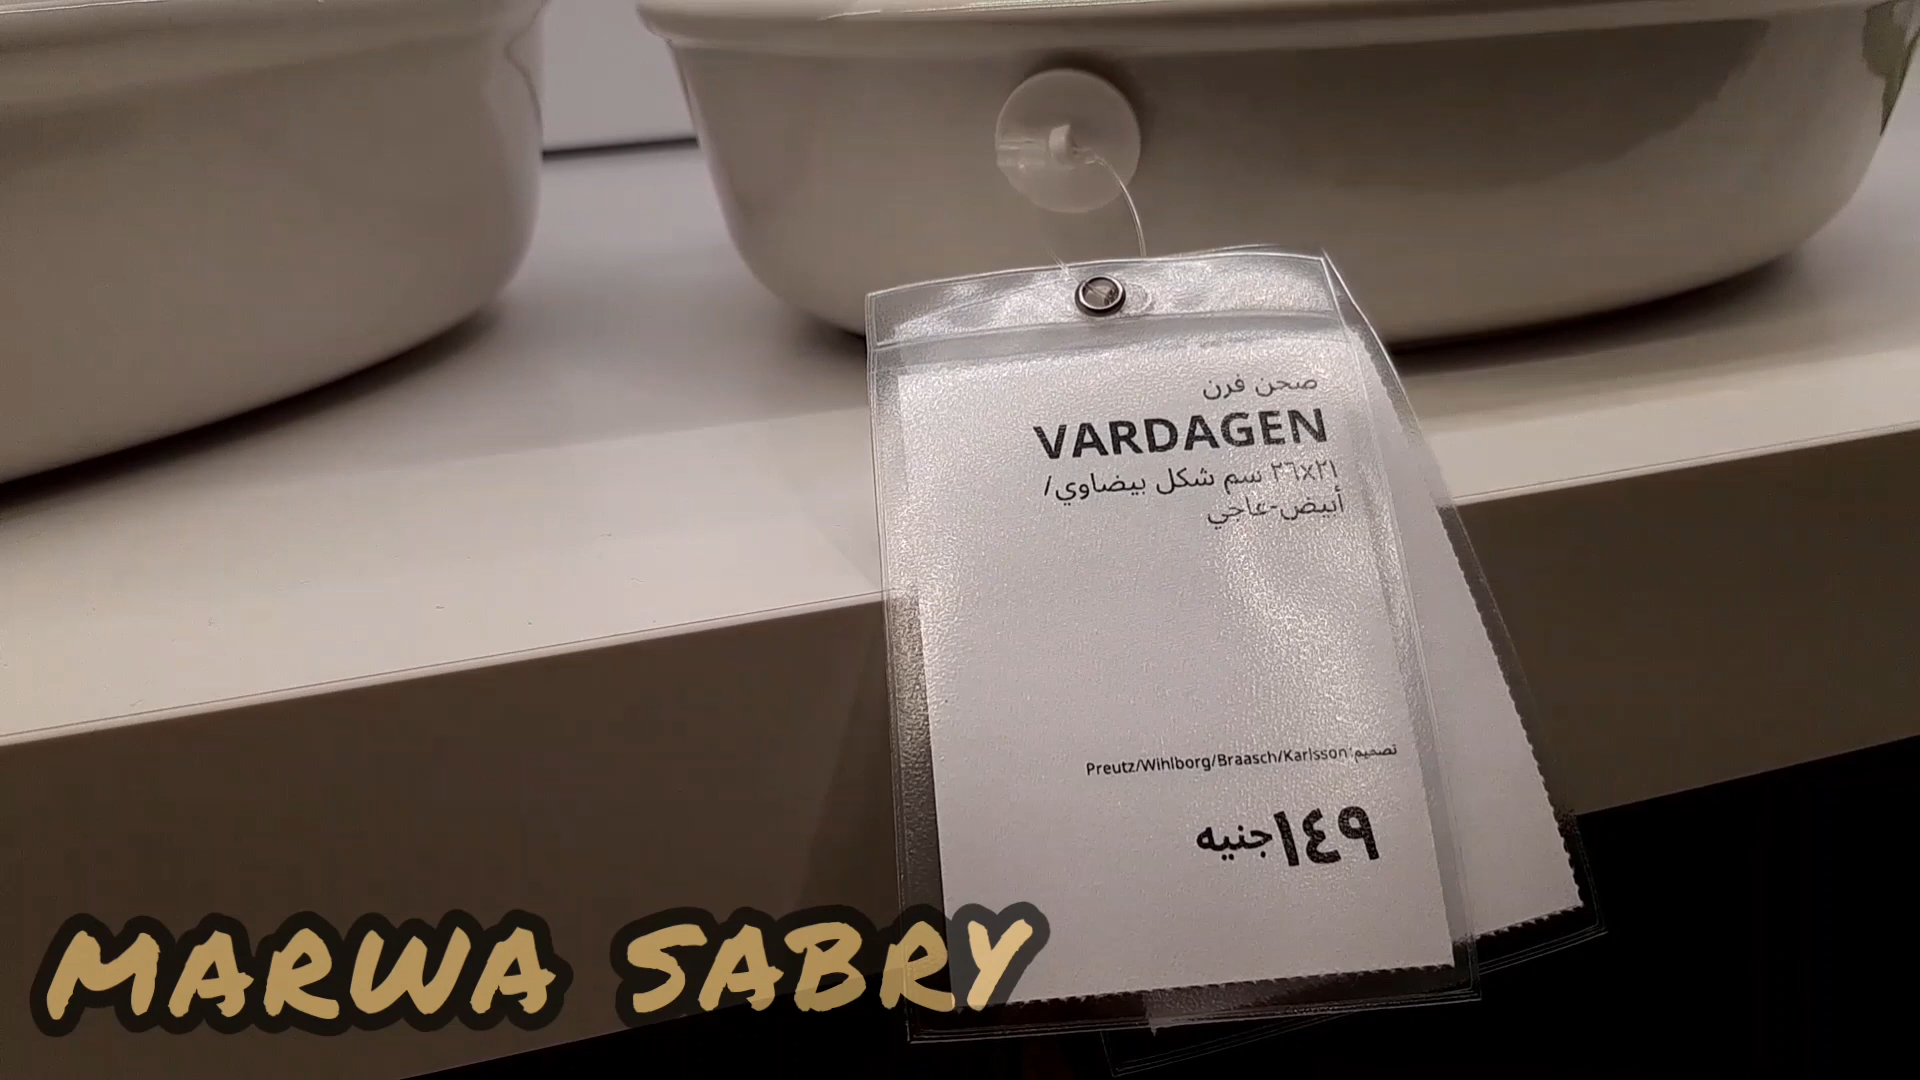 صحن فرن
VARDAGEN
٢٦x٢١ سم شكل بيضاوي/
أبيض-عاجي
تصميم: Preutz/Wihlborg/Braasch/Karlsson
١٤٩جنيه
MARWA SABRY